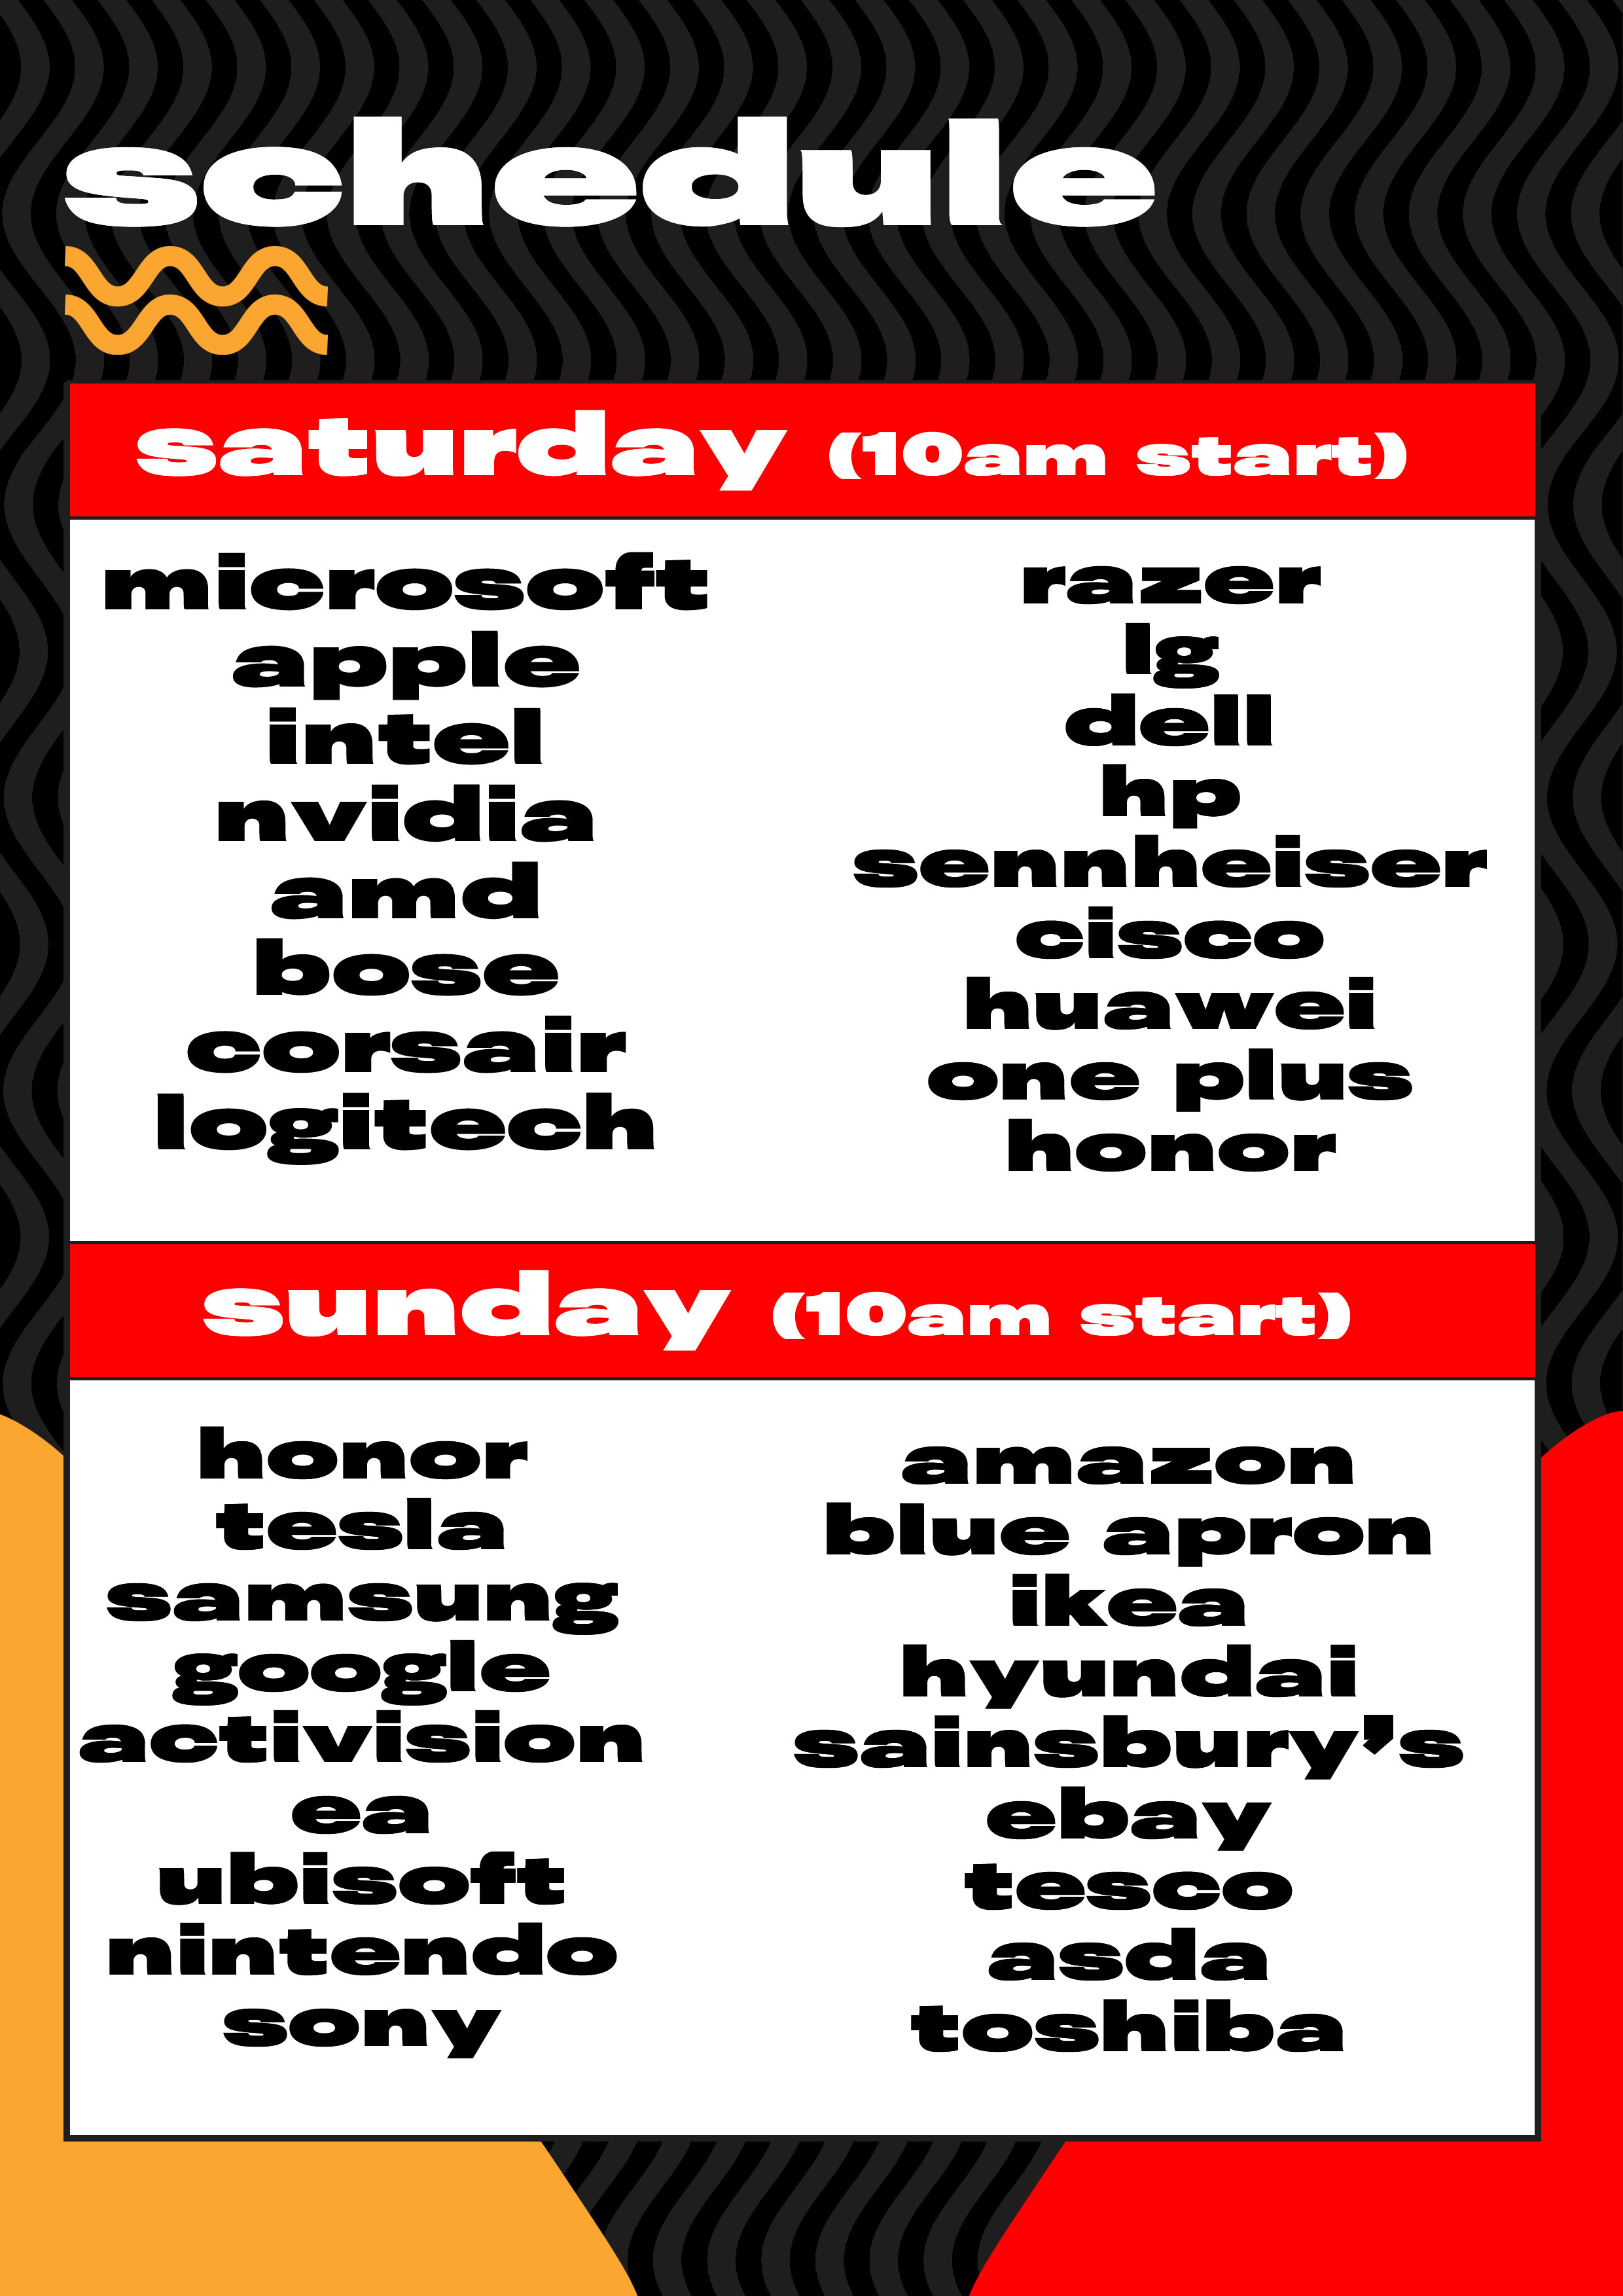 schedule
saturday (10am start)
microsoft
apple
intel
nvidia
amd
bose
corsair
logitech
razer
lg
dell
hp
sennheiser
cisco
huawei
one plus
honor
sunday (10am start)
honor
tesla
samsung
google
activision
ea
ubisoft
nintendo
sony
amazon
blue apron
ikea
hyundai
sainsbury’s
ebay
tesco
asda
toshiba